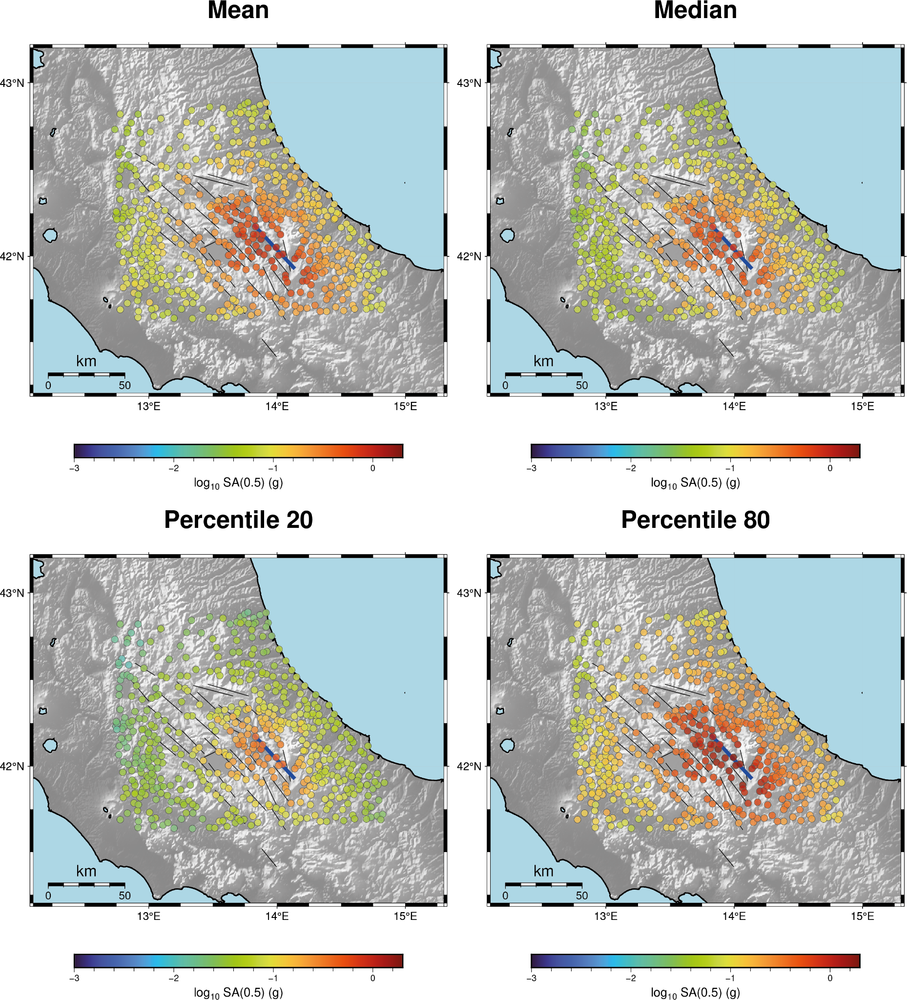 Mean
Median
43°N
42°N
km
0 50
13°E 14°E 15°E
43°N
42°N
km
0 50
13°E 14°E 15°E
−3 −2 −1 0
log10 SA(0.5) (g)
−3 −2 −1 0
log10 SA(0.5) (g)
Percentile 20
Percentile 80
43°N
42°N
km
0 50
13°E 14°E 15°E
43°N
42°N
km
0 50
13°E 14°E 15°E
−3 −2 −1 0
log10 SA(0.5) (g)
−3 −2 −1 0
log10 SA(0.5) (g)